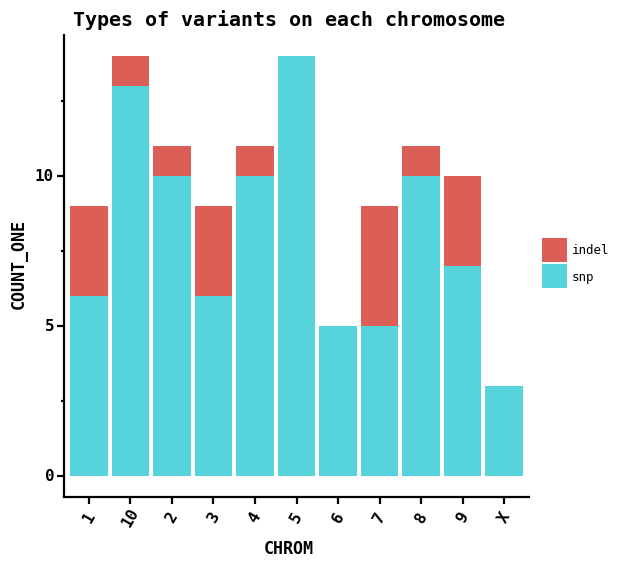 Types of variants on each chromosome
COUNT_ONE
10
5
0
1 10 2 3 4 5 6 7 8 9 X
CHROM
indel
snp